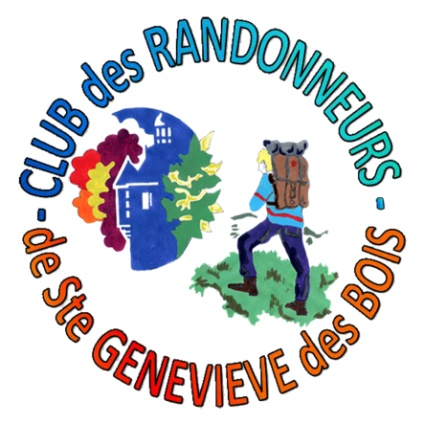 - CLUB des RANDONNEURS -
de Ste GENEVIEVE des BOIS